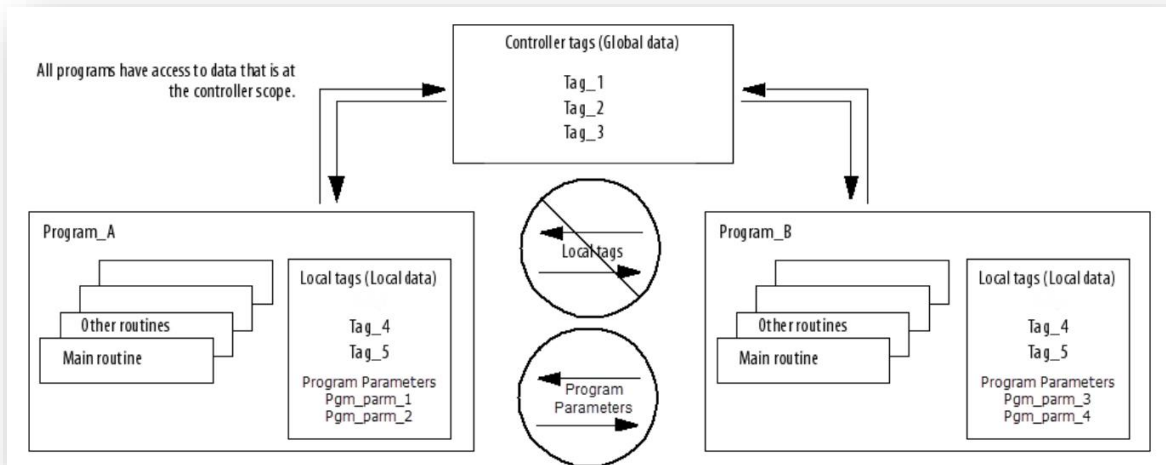 Controller tags (Global data)
Tag_1
Tag_2
Tag_3
All programs have access to data that is at
the controller scope.
Program_A
Other routines
Main routine
Local tags (Local data)
Tag_4
Tag_5
Program Parameters
Pgm_parm_1
Pgm_parm_2
Local tags
Program
Parameters
Program_B
Other routines
Main routine
Local tags (Local data)
Tag_4
Tag_5
Program Parameters
Pgm_parm_3
Pgm_parm_4